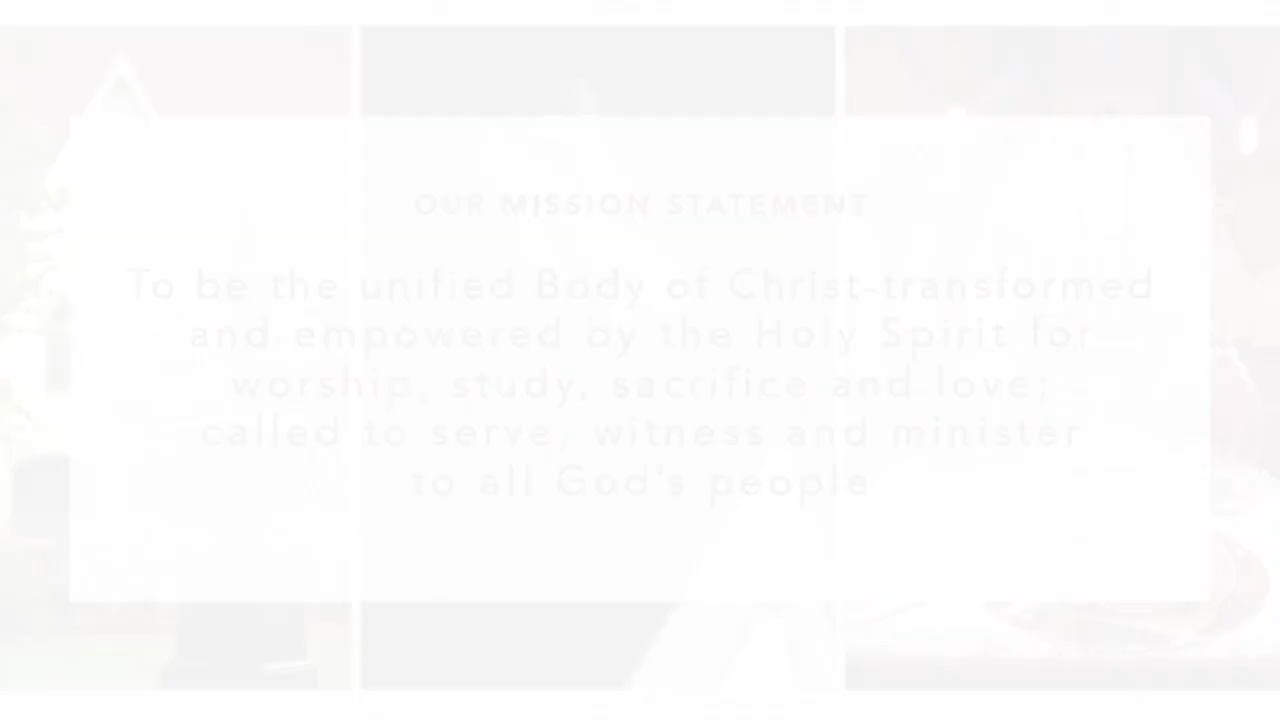 OUR MISSION STATEMENT
To be the unified Body of Christ-transformed
and empowered by the Holy Spirit for
worship, study, sacrifice and love;
called to serve, witness and minister
to all God's people